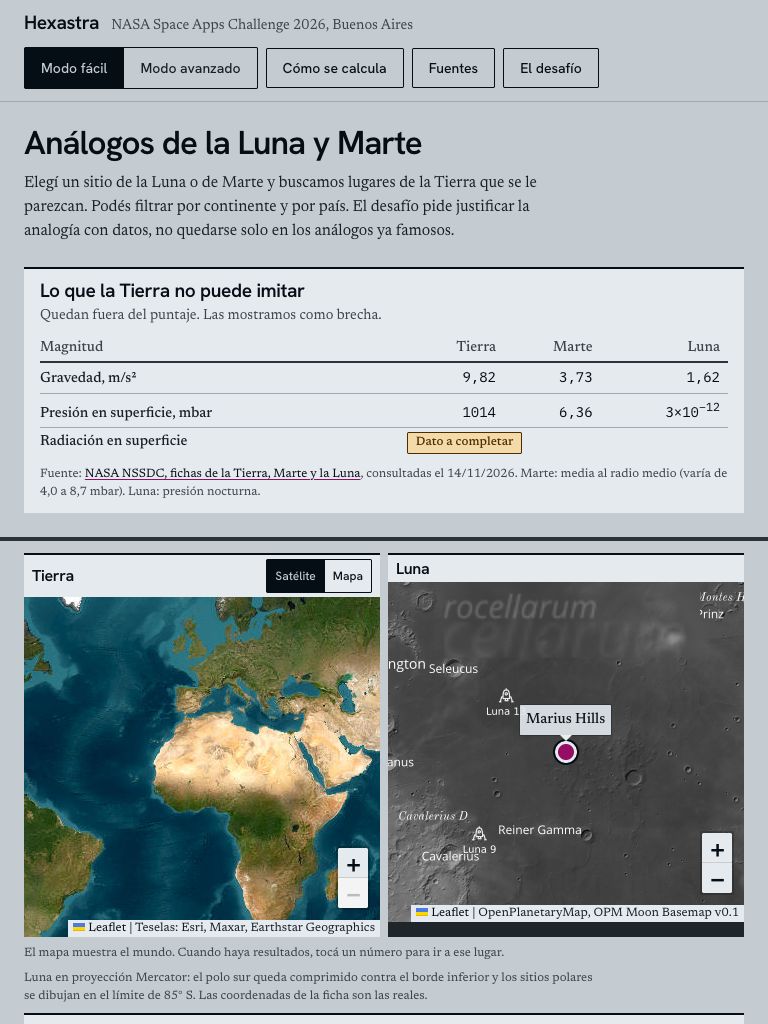 Hexastra NASA Space Apps Challenge 2026, Buenos Aires
Modo fácil Modo avanzado Cómo se calcula Fuentes El desafío
Análogos de la Luna y Marte
Elegí un sitio de la Luna o de Marte y buscamos lugares de la Tierra que se le
parezcan. Podés filtrar por continente y por país. El desafío pide justificar la
analogía con datos, no quedarse solo en los análogos ya famosos.
Lo que la Tierra no puede imitar
Quedan fuera del puntaje. Las mostramos como brecha.
Magnitud Tierra Marte Luna
Gravedad, m/s² 9,82 3,73 1,62
Presión en superficie, mbar 1014 6,36 3×10⁻¹²
Radiación en superficie Dato a completar
Fuente: NASA NSSDC, fichas de la Tierra, Marte y la Luna, consultadas el 14/11/2026. Marte: media al radio medio (varía de
4,0 a 8,7 mbar). Luna: presión nocturna.
Tierra Satélite Mapa
+
−
Leaflet | Teselas: Esri, Maxar, Earthstar Geographics
Luna
rocellarum
Prinz
ngton Seleucus
Luna 1
Marius Hills
anus
Cavalerius D
Reiner Gamma
Luna 9
Cavalerius
+
−
Leaflet | OpenPlanetaryMap, OPM Moon Basemap v0.1
El mapa muestra el mundo. Cuando haya resultados, tocá un número para ir a ese lugar.
Luna en proyección Mercator: el polo sur queda comprimido contra el borde inferior y los sitios polares
se dibujan en el límite de 85° S. Las coordenadas de la ficha son las reales.